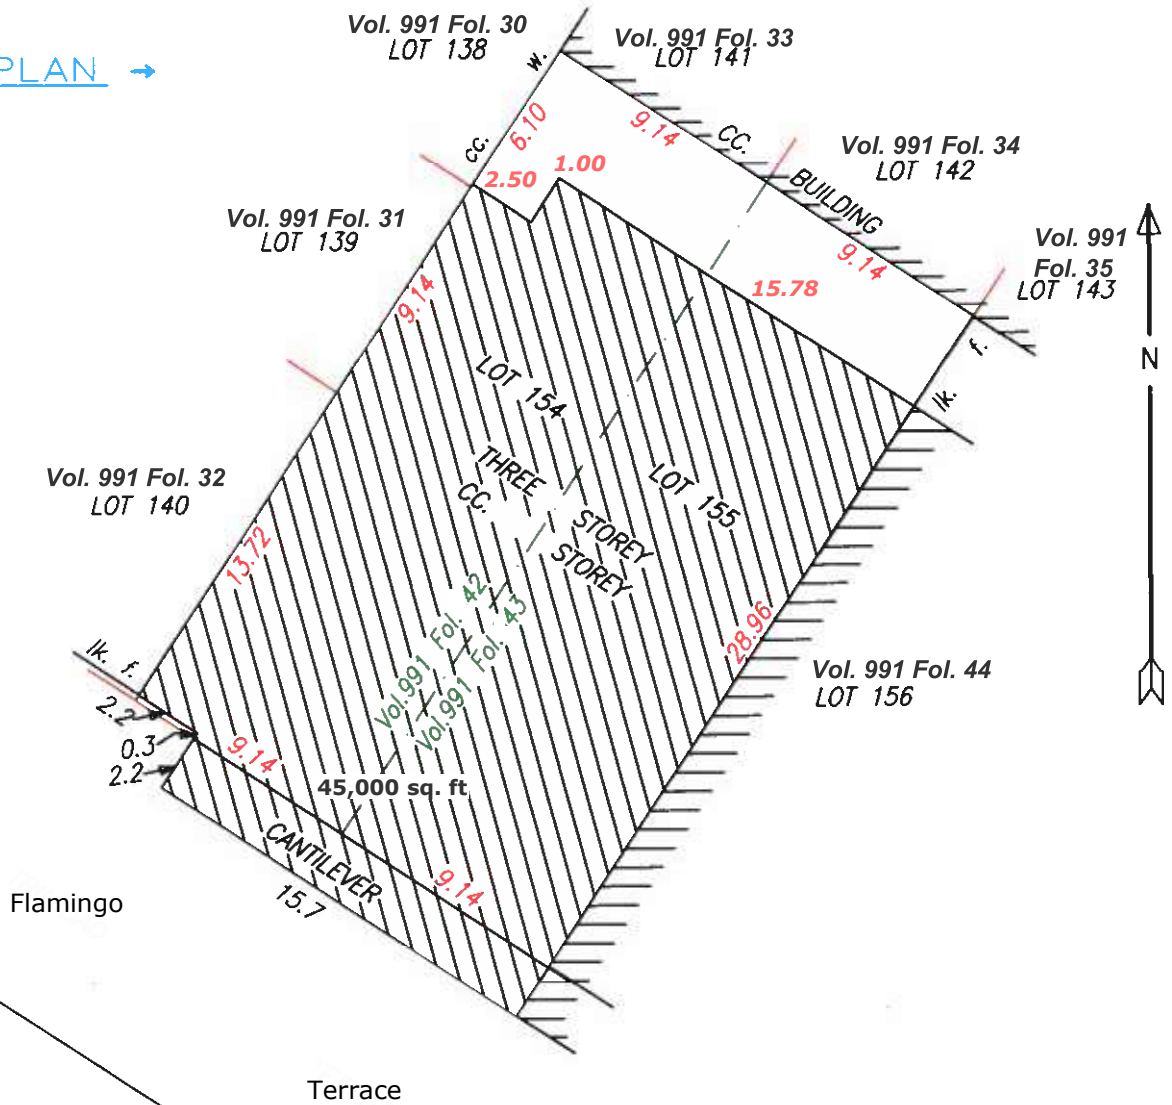 Vol. 991 Fol. 30
LOT 138
Vol. 991 Fol. 33
LOT 141
PLAN →
w.
6.10
9.14
CC.
cc.
1.00
2.50
Vol. 991 Fol. 34
LOT 142
BUILDING
Vol. 991 Fol. 31
LOT 139
9.14
Vol. 991
Fol. 35
LOT 143
9.14
15.78
f.
N
LOT 154
lk.
THREE
CC.
LOT 155
STOREY
STOREY
Vol. 991 Fol. 32
LOT 140
13.72
Vol.991 Fol. 42
Vol.991 Fol. 43
28.96
lk. f.
Vol. 991 Fol. 44
LOT 156
2.2
0.3
2.2
9.14
45,000 sq. ft
CANTILEVER
9.14
15.7
Flamingo
Terrace